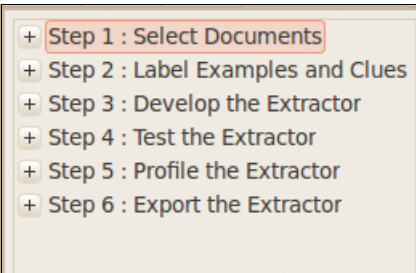 Step 1 : Select Documents
Step 2 : Label Examples and Clues
Step 3 : Develop the Extractor
Step 4 : Test the Extractor
Step 5 : Profile the Extractor
Step 6 : Export the Extractor